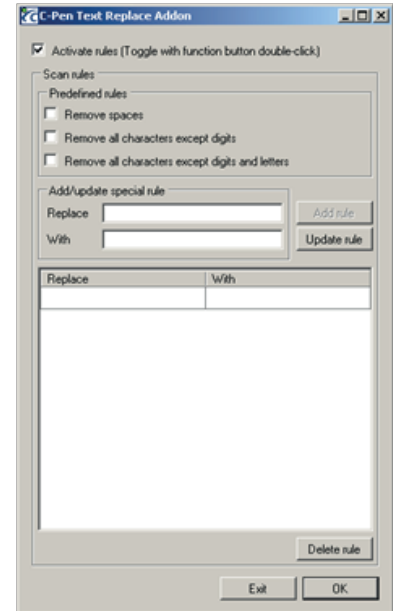 C-Pen Text Replace Addon
Activate rules (Toggle with function button double-click)
Scan rules
Predefined rules
Remove spaces
Remove all characters except digits
Remove all characters except digits and letters
Add/update special rule
Replace
Add rule
With
Update rule
Replace With
Delete rule
Exit OK